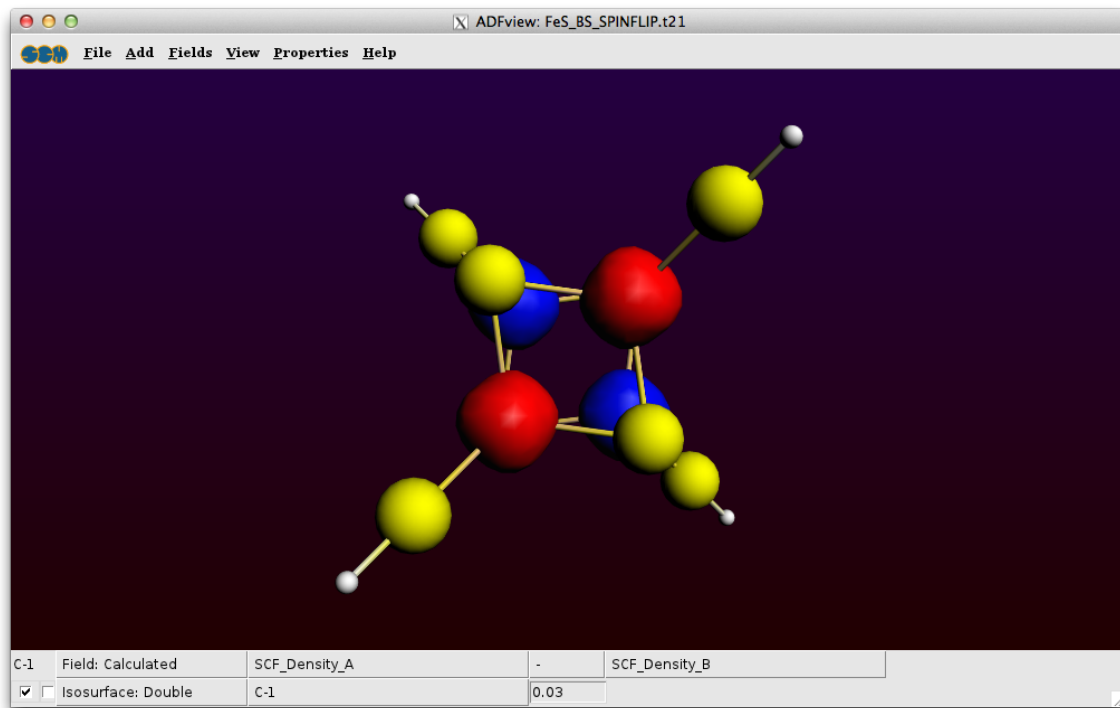 X ADFview: FeS_BS_SPINFLIP.t21
SCM File Add Fields View Properties Help
C-1 Field: Calculated SCF_Density_A - SCF_Density_B
Isosurface: Double C-1 0.03